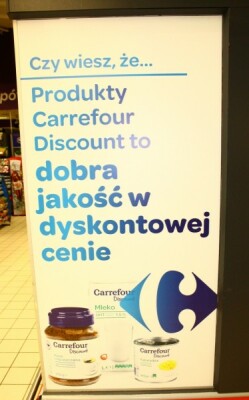 Czy wiesz, że...
Produkty
Carrefour
Discount to
dobra
jakość w
dyskontowej
cenie
Carrefour
Discount
Mleko
Carrefour
Discount
Carrefour
Discount